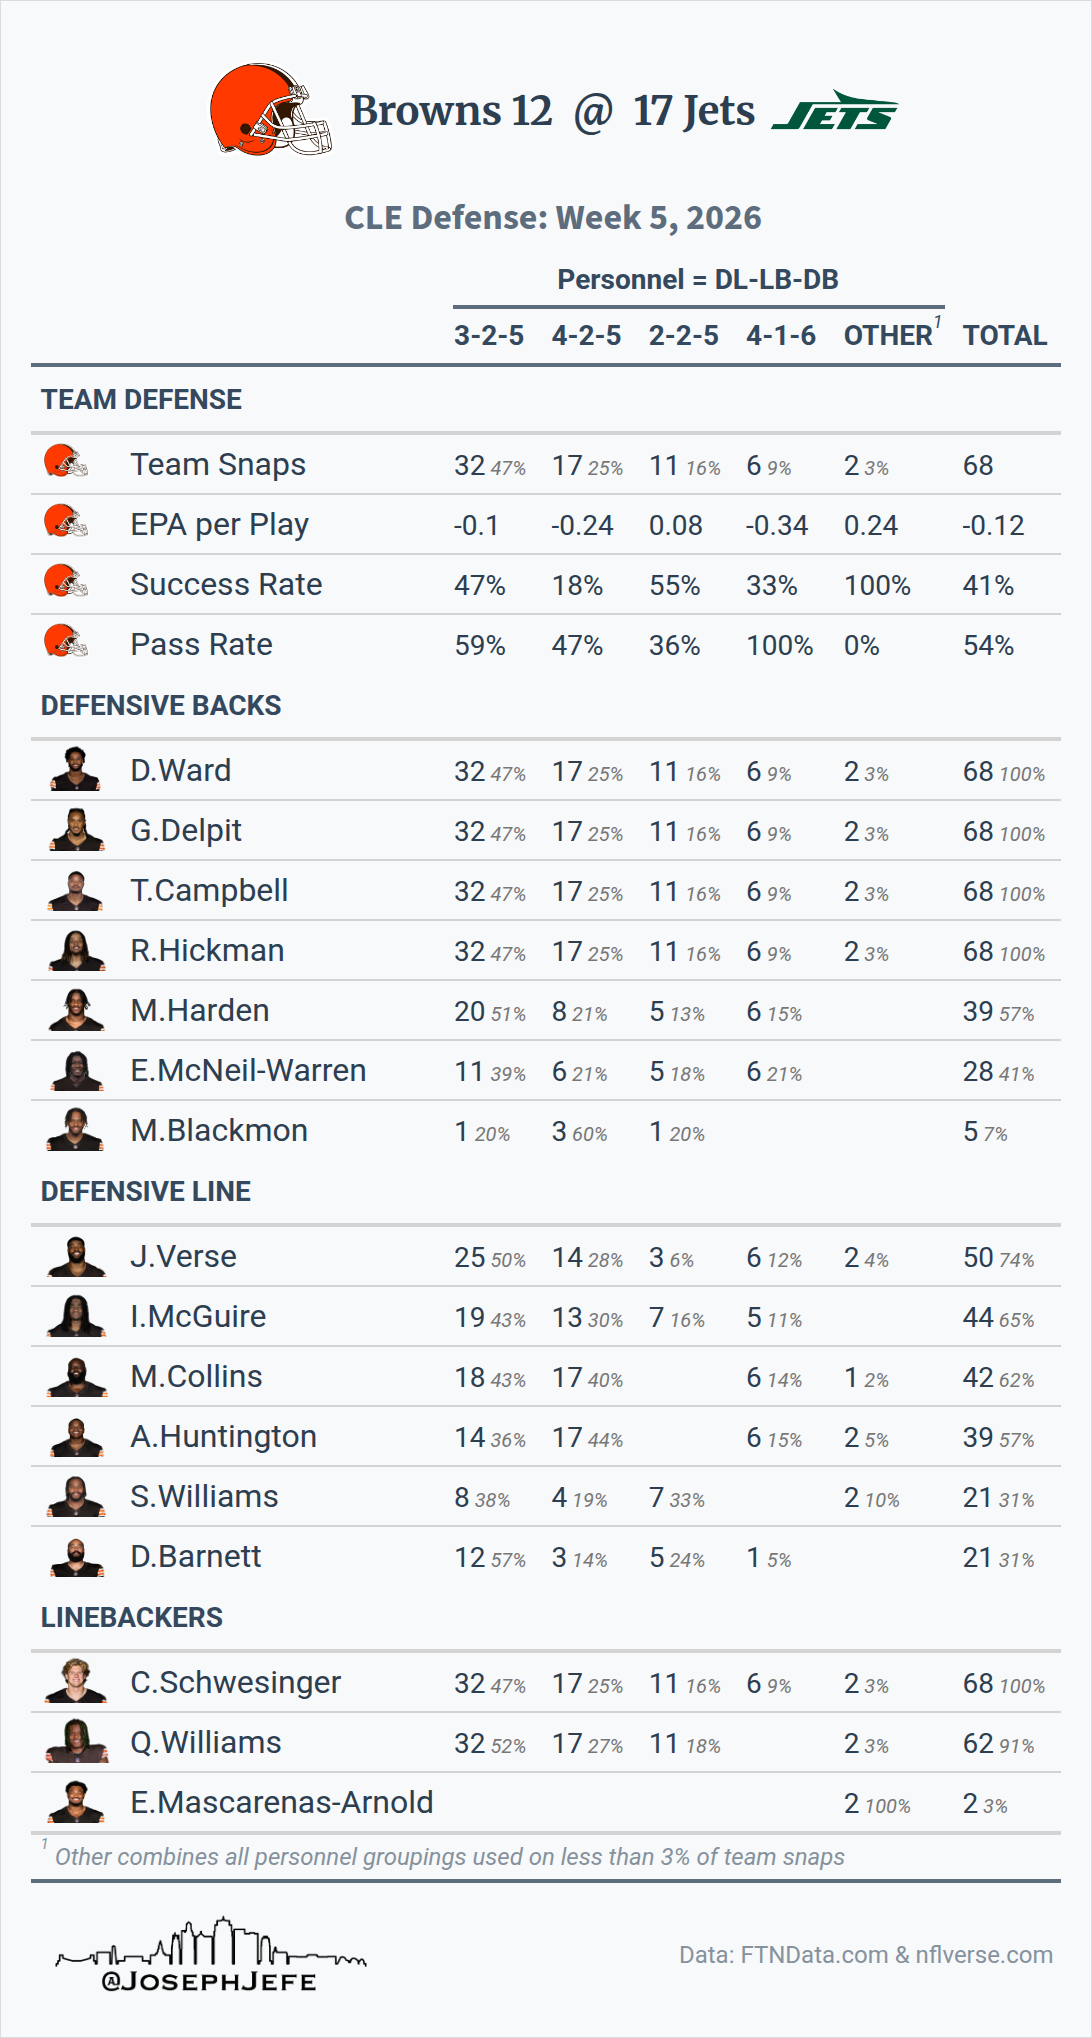 Browns 12 @ 17 Jets JETS
CLE Defense: Week 5, 2026
Personnel = DL-LB-DB
3-2-5 4-2-5 2-2-5 4-1-6 OTHER1 TOTAL
TEAM DEFENSE
Team Snaps 32 47% 17 25% 11 16% 6 9% 2 3% 68
EPA per Play -0.1 -0.24 0.08 -0.34 0.24 -0.12
Success Rate 47% 18% 55% 33% 100% 41%
Pass Rate 59% 47% 36% 100% 0% 54%
DEFENSIVE BACKS
D.Ward 32 47% 17 25% 11 16% 6 9% 2 3% 68 100%
G.Delpit 32 47% 17 25% 11 16% 6 9% 2 3% 68 100%
T.Campbell 32 47% 17 25% 11 16% 6 9% 2 3% 68 100%
R.Hickman 32 47% 17 25% 11 16% 6 9% 2 3% 68 100%
M.Harden 20 51% 8 21% 5 13% 6 15% 39 57%
E.McNeil-Warren 11 39% 6 21% 5 18% 6 21% 28 41%
M.Blackmon 1 20% 3 60% 1 20% 5 7%
DEFENSIVE LINE
J.Verse 25 50% 14 28% 3 6% 6 12% 2 4% 50 74%
I.McGuire 19 43% 13 30% 7 16% 5 11% 44 65%
M.Collins 18 43% 17 40% 6 14% 1 2% 42 62%
A.Huntington 14 36% 17 44% 6 15% 2 5% 39 57%
S.Williams 8 38% 4 19% 7 33% 2 10% 21 31%
D.Barnett 12 57% 3 14% 5 24% 1 5% 21 31%
LINEBACKERS
C.Schwesinger 32 47% 17 25% 11 16% 6 9% 2 3% 68 100%
Q.Williams 32 52% 17 27% 11 18% 2 3% 62 91%
E.Mascarenas-Arnold 2 100% 2 3%
1 Other combines all personnel groupings used on less than 3% of team snaps
@JOSEPHJEFE
Data: FTNData.com & nflverse.com